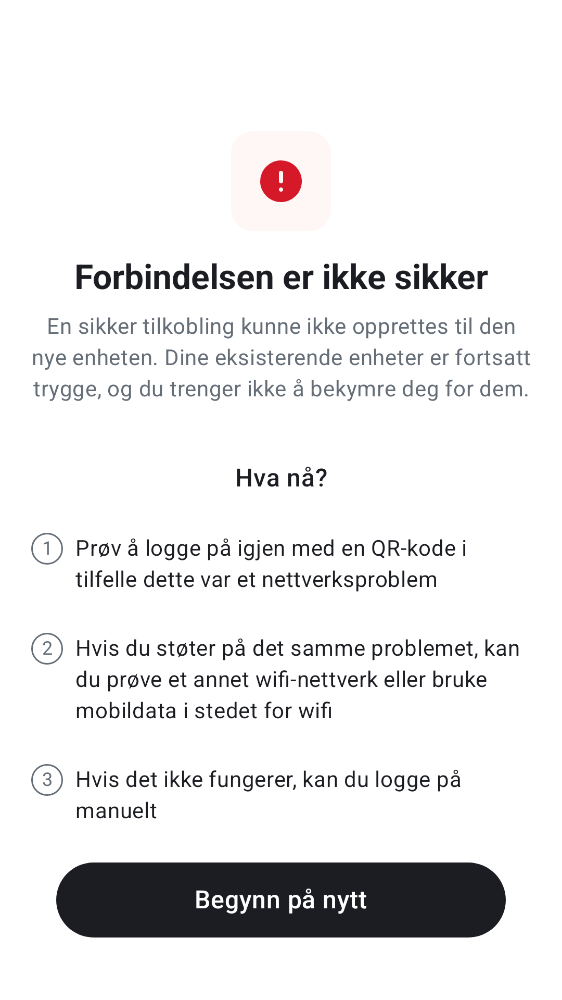 Forbindelsen er ikke sikker
En sikker tilkobling kunne ikke opprettes til den
nye enheten. Dine eksisterende enheter er fortsatt
trygge, og du trenger ikke å bekymre deg for dem.
Hva nå?
1 Prøv å logge på igjen med en QR-kode i
tilfelle dette var et nettverksproblem
2 Hvis du støter på det samme problemet, kan
du prøve et annet wifi-nettverk eller bruke
mobildata i stedet for wifi
3 Hvis det ikke fungerer, kan du logge på
manuelt
Begynn på nytt